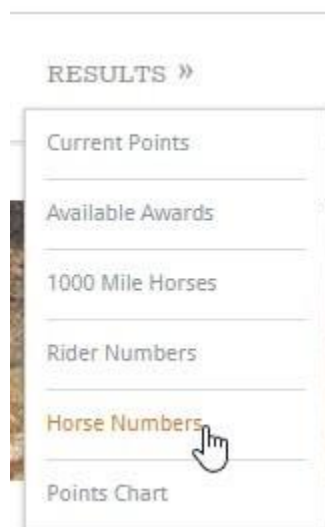 RESULTS »
Current Points
Available Awards
1000 Mile Horses
Rider Numbers
Horse Numbers
Points Chart